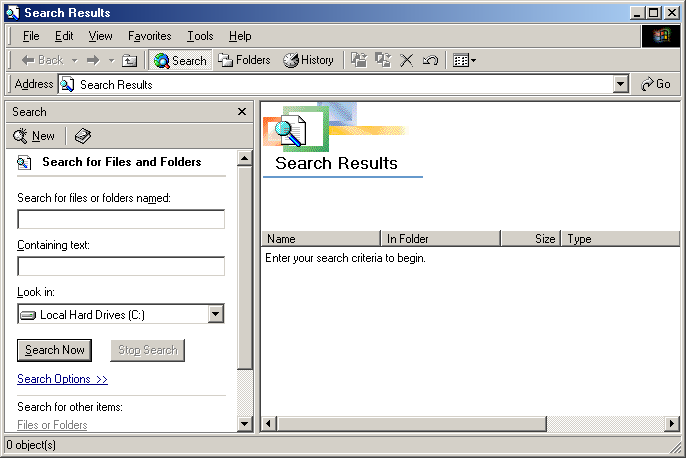 Search Results
File Edit View Favorites Tools Help
Back Search Folders History
Address Search Results Go
Search
New
Search for Files and Folders
Search for files or folders named:
Containing text:
Look in:
Local Hard Drives (C:)
Search Now Stop Search
Search Options >>
Search for other items:
Files or Folders
Search Results
Name In Folder Size Type
Enter your search criteria to begin.
0 object(s)